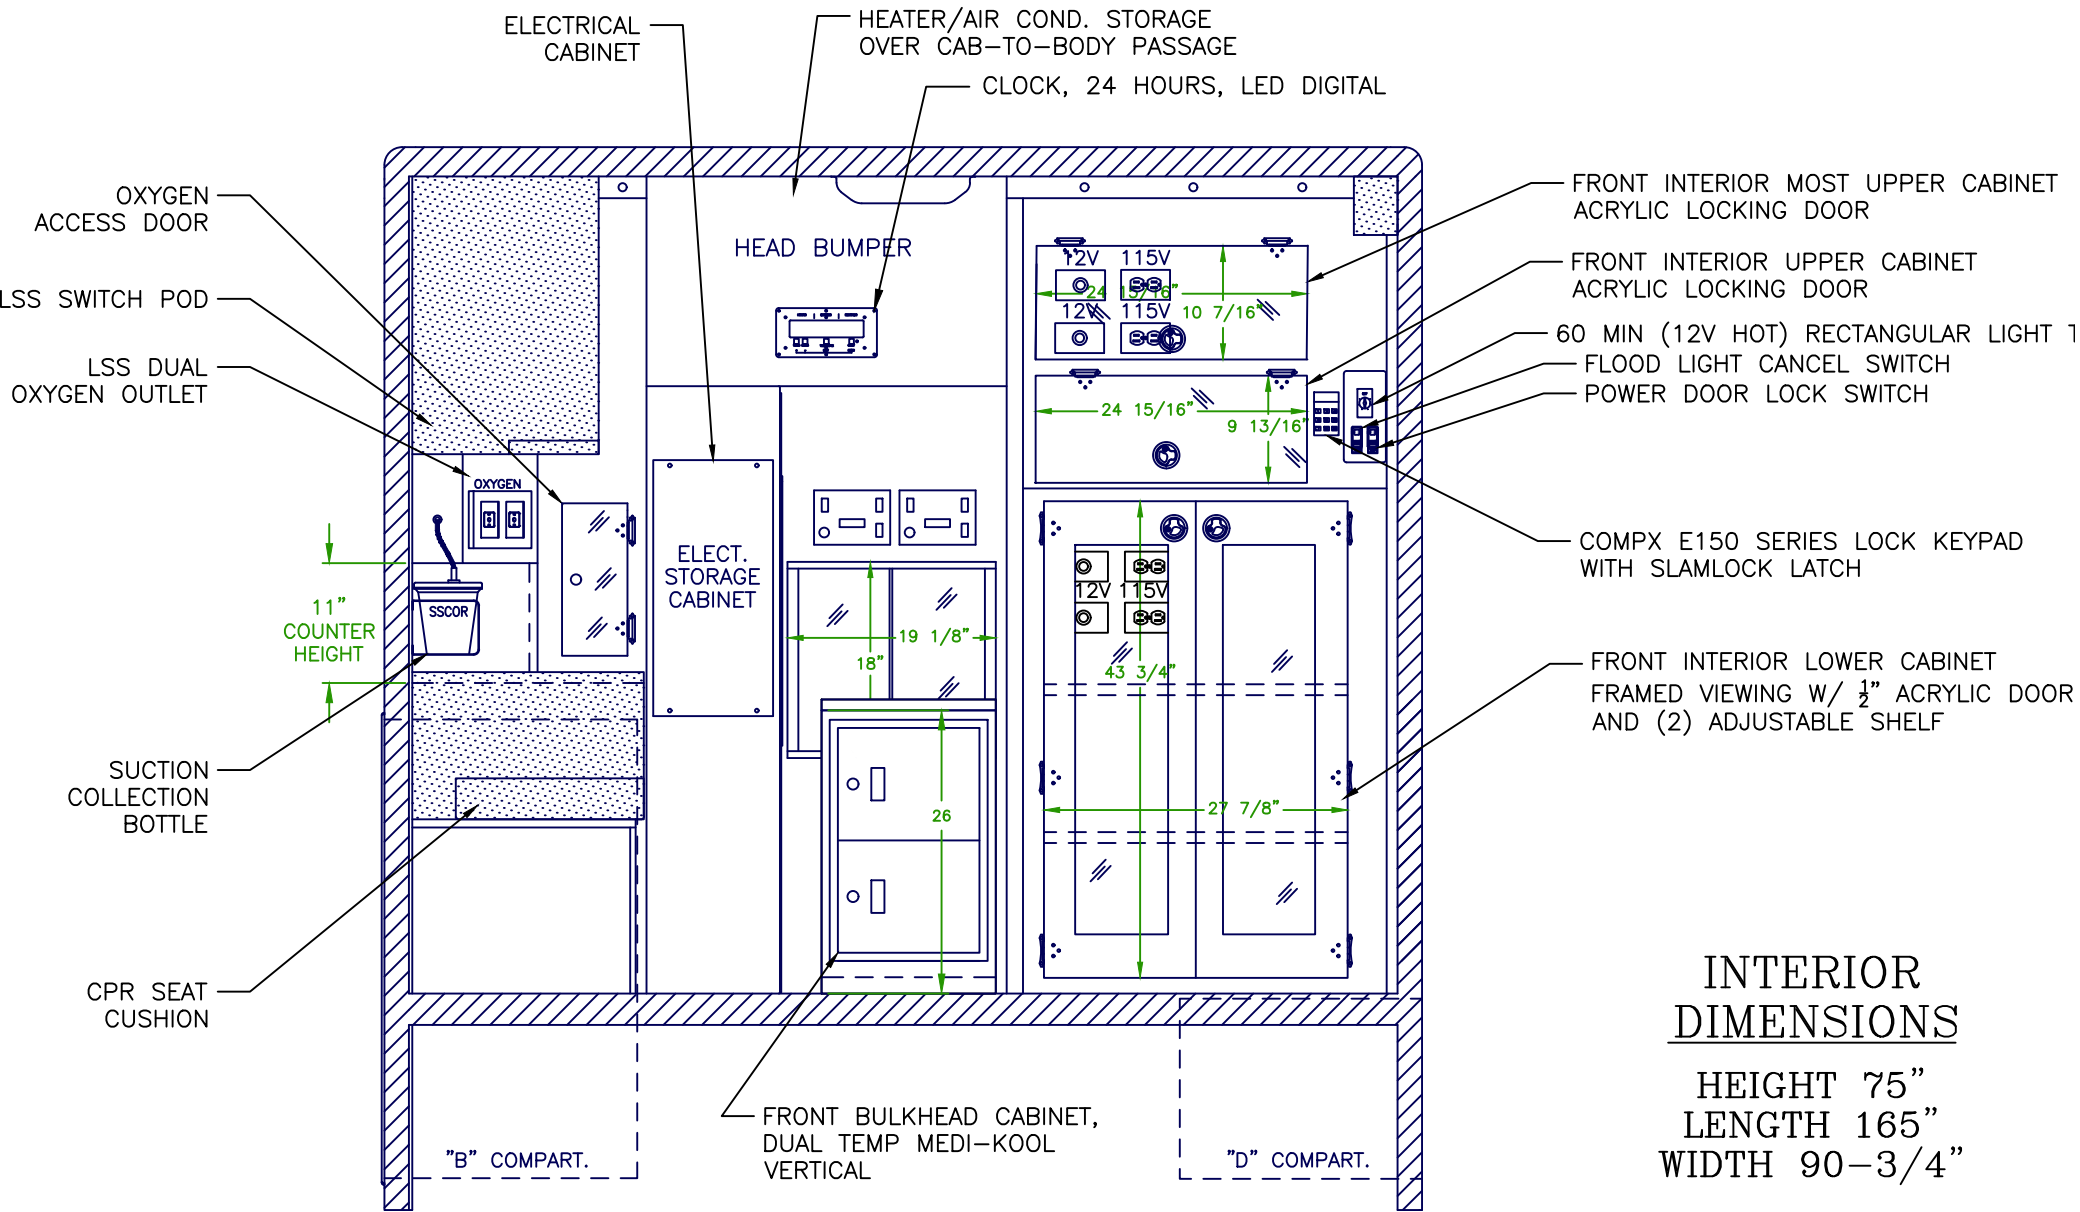 ELECTRICAL
CABINET
HEATER/AIR COND. STORAGE
OVER CAB-TO-BODY PASSAGE
CLOCK, 24 HOURS, LED DIGITAL
OXYGEN
ACCESS DOOR
LSS SWITCH POD
LSS DUAL
OXYGEN OUTLET
HEAD BUMPER
12V 115V
24 15/16"
10 7/16"
12V 115V
24 15/16"
9 13/16"
FRONT INTERIOR MOST UPPER CABINET
ACRYLIC LOCKING DOOR
FRONT INTERIOR UPPER CABINET
ACRYLIC LOCKING DOOR
60 MIN (12V HOT) RECTANGULAR LIGHT T
FLOOD LIGHT CANCEL SWITCH
POWER DOOR LOCK SWITCH
OXYGEN
ELECT.
STORAGE
CABINET
SSCOR
11"
COUNTER
HEIGHT
19 1/8"
18"
12V 115V
43 3/4"
27 7/8"
26
COMPX E150 SERIES LOCK KEYPAD
WITH SLAMLOCK LATCH
FRONT INTERIOR LOWER CABINET
FRAMED VIEWING W/ 1/2" ACRYLIC DOOR
AND (2) ADJUSTABLE SHELF
SUCTION
COLLECTION
BOTTLE
CPR SEAT
CUSHION
FRONT BULKHEAD CABINET,
DUAL TEMP MEDI-KOOL
VERTICAL
"B" COMPART.
"D" COMPART.
INTERIOR
DIMENSIONS
HEIGHT 75"
LENGTH 165"
WIDTH 90-3/4"